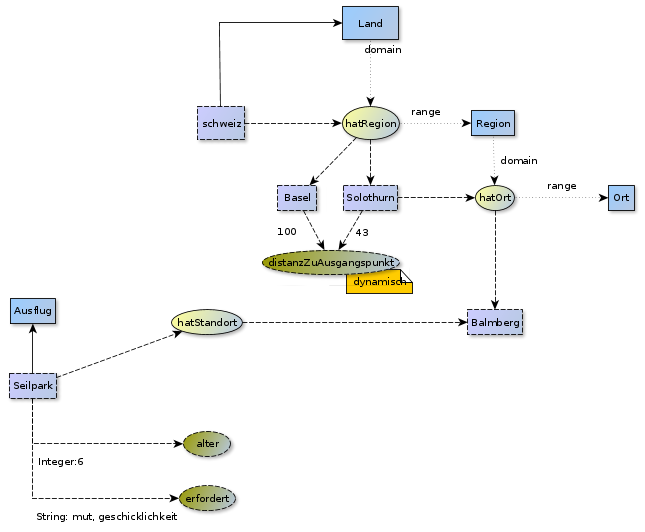 Land
domain
schweiz
hatRegion
range
Region
domain
Basel
Solothurn
hatOrt
range
Ort
100
43
distanzZuAusgangspunkt
dynamisch
Ausflug
hatStandort
Balmberg
Seilpark
alter
Integer:6
erfordert
String: mut, geschicklichkeit